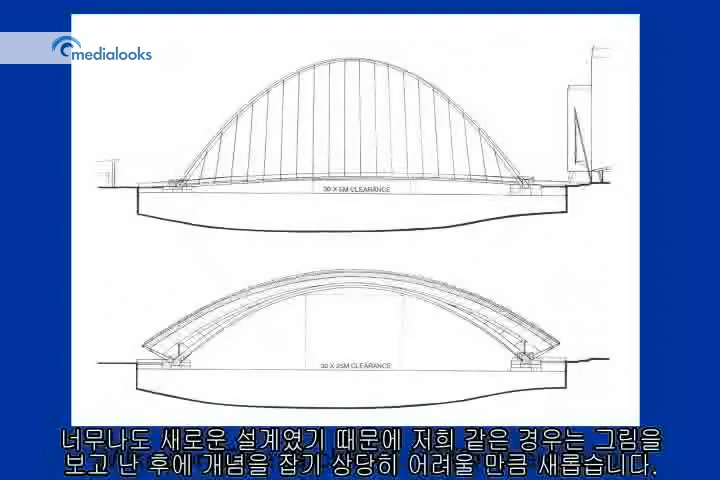 medialooks
30 X 5M CLEARANCE
30 X 25M CLEARANCE
너무나도 새로운 설계였기 때문에 저희 같은 경우는 그림을
보고 난 후에 개념을 잡기 상당히 어려울 만큼 새롭습니다.